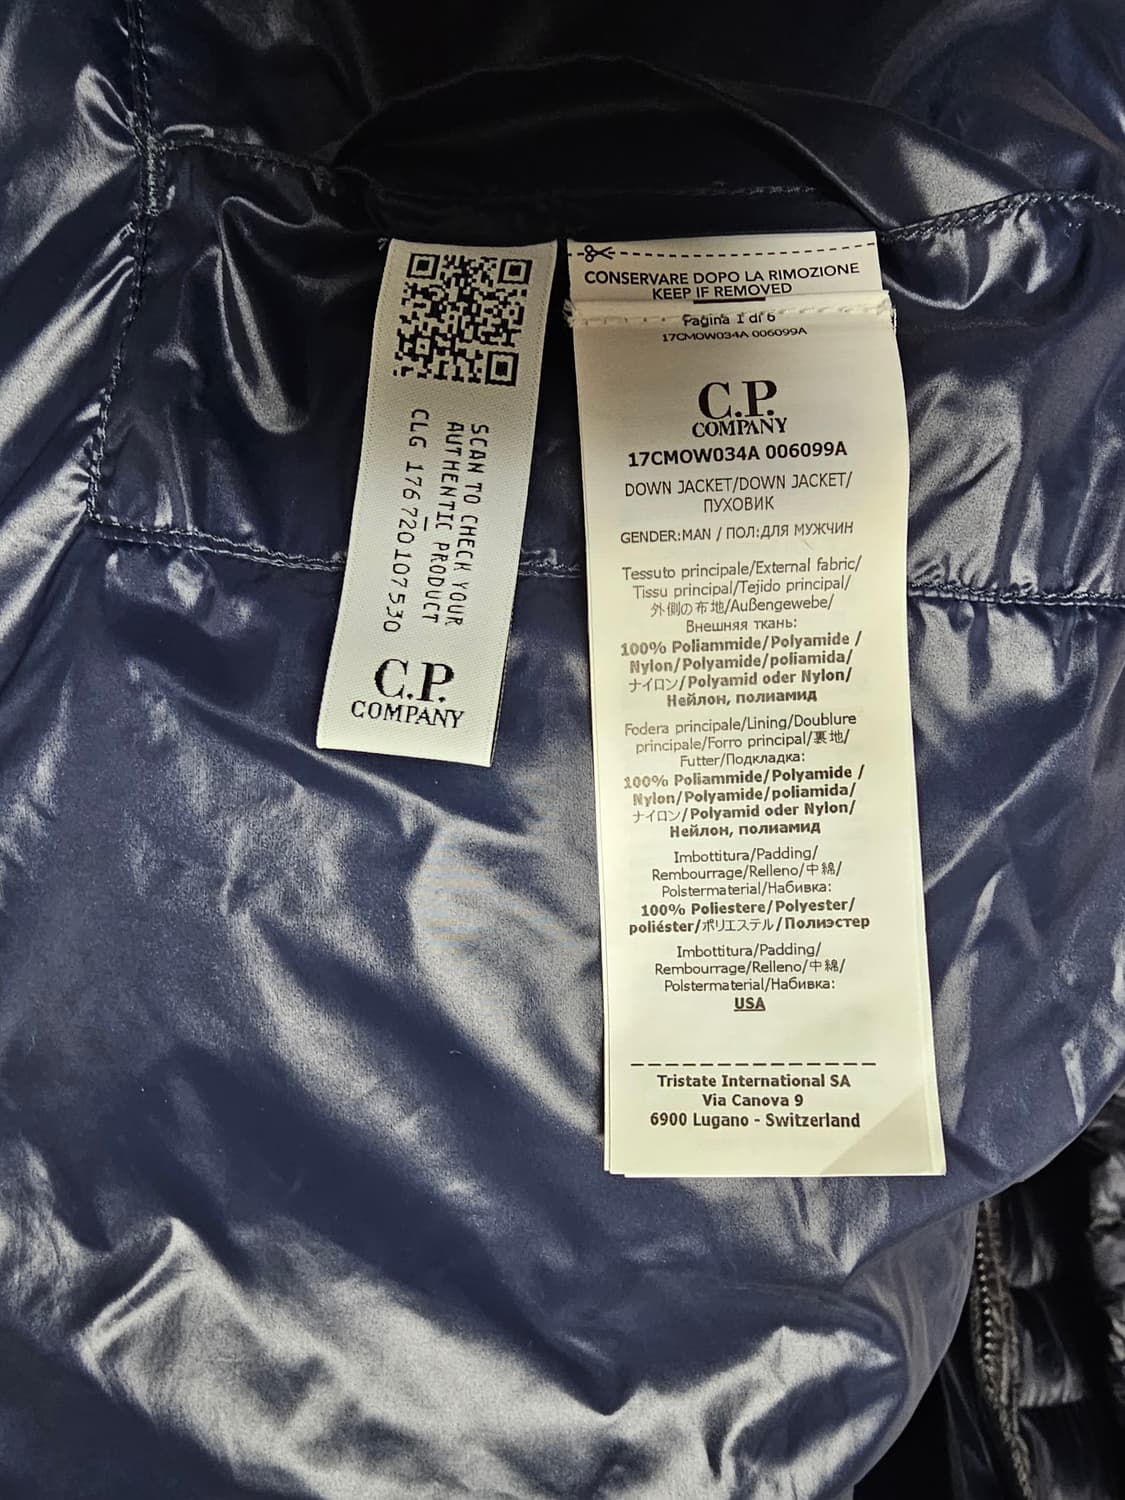 SCAN TO CHECK YOUR
AUTHENTIC PRODUCT
CLG 176720107530
C.P.
COMPANY
CONSERVARE DOPO LA RIMOZIONE
KEEP IF REMOVED
Pagina 1 di 6
17CMOW034A 006099A
C.P.
COMPANY
17CMOW034A 006099A
DOWN JACKET/DOWN JACKET/
ПУХОВИК
GENDER:MAN / ПОЛ:ДЛЯ МУЖЧИН
Tessuto principale/External fabric/
Tissu principal/Tejido principal/
外側の布地/Außengewebe/
Внешняя ткань:
100% Poliammide/Polyamide /
Nylon/Polyamide/poliamida/
ナイロン/Polyamid oder Nylon/
Нейлон, полиамид
Fodera principale/Lining/Doublure
principale/Forro principal/裏地/
Futter/Подкладка:
100% Poliammide/Polyamide /
Nylon/Polyamide/poliamida/
ナイロン/Polyamid oder Nylon/
Нейлон, полиамид
Imbottitura/Padding/
Rembourrage/Relleno/中綿/
Polstermaterial/Набивка:
100% Poliestere/Polyester/
poliéster/ポリエステル/Полиэстер
Imbottitura/Padding/
Rembourrage/Relleno/中綿/
Polstermaterial/Набивка:
USA
Tristate International SA
Via Canova 9
6900 Lugano - Switzerland